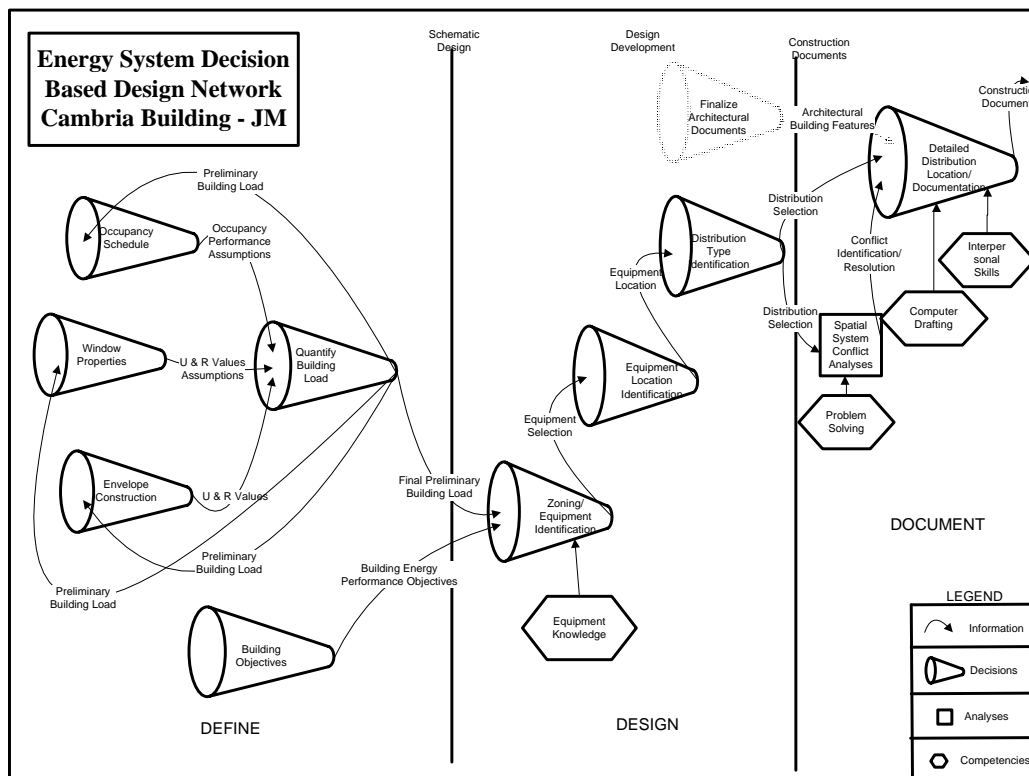 Energy System Decision
Based Design Network
Cambria Building - JM
Schematic
Design
Design
Development
Construction
Documents
Finalize
Architectural
Documents
Architectural
Building Features
Constructio
Document
Detailed
Distribution
Location/
Documentation
Preliminary
Building Load
Occupancy
Schedule
Occupancy
Performance
Assumptions
Distribution
Selection
Distribution
Type
Identification
Conflict
Identification/
Resolution
Interper
sonal
Skills
Equipment
Location
Distribution
Selection
Computer
Drafting
Window
Properties
U & R Values
Assumptions
Quantify
Building
Load
Spatial
System
Conflict
Analyses
Equipment
Location
Identification
Equipment
Selection
Problem
Solving
Envelope
Construction
U & R Values
Final Preliminary
Building Load
Zoning/
Equipment
Identification
DOCUMENT
Preliminary
Building Load
Building Energy
Performance Objectives
Preliminary
Building Load
Equipment
Knowledge
Building
Objectives
DEFINE
DESIGN
LEGEND
Information
Decisions
Analyses
Competencies